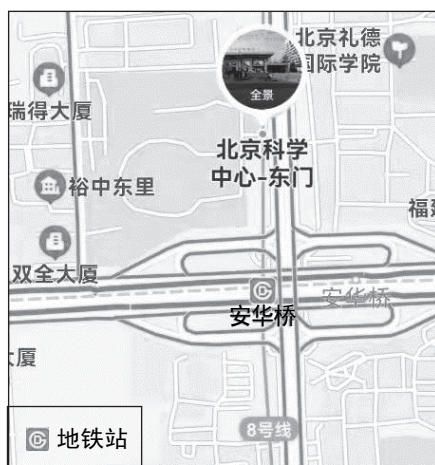 北京礼德
国际学院
全景
瑞得大厦
北京科学
中心-东门
裕中东里
福
双全大厦
安华桥
安华桥
大厦
8号线
地铁站